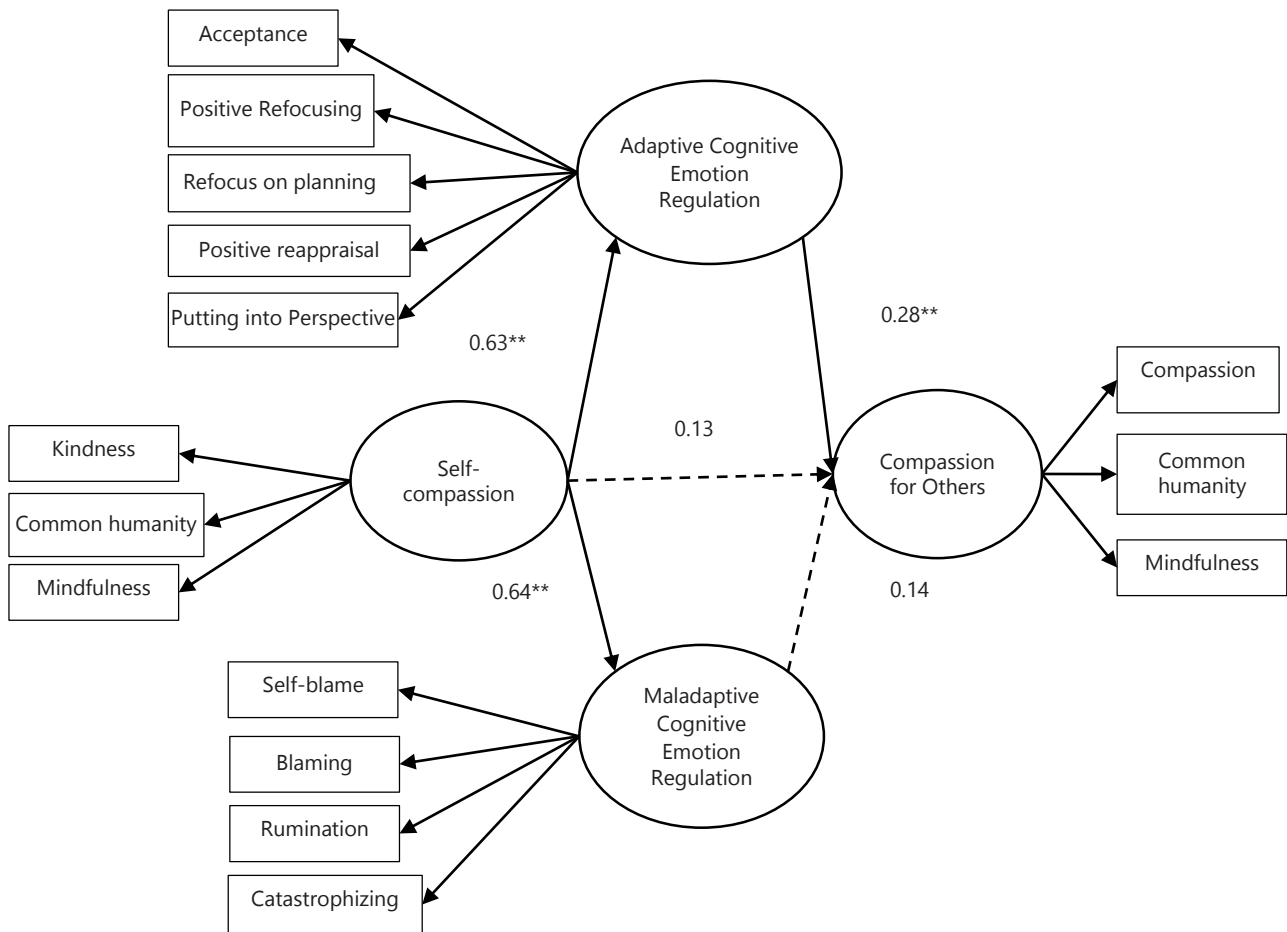 Acceptance
Positive Refocusing
Refocus on planning
Positive reappraisal
Putting into Perspective
Adaptive Cognitive
Emotion
Regulation
0.63**
0.28**
Kindness
Common humanity
Mindfulness
Self-
compassion
0.13
Compassion
for Others
Compassion
Common
humanity
Mindfulness
0.64**
0.14
Self-blame
Blaming
Rumination
Catastrophizing
Maladaptive
Cognitive
Emotion
Regulation